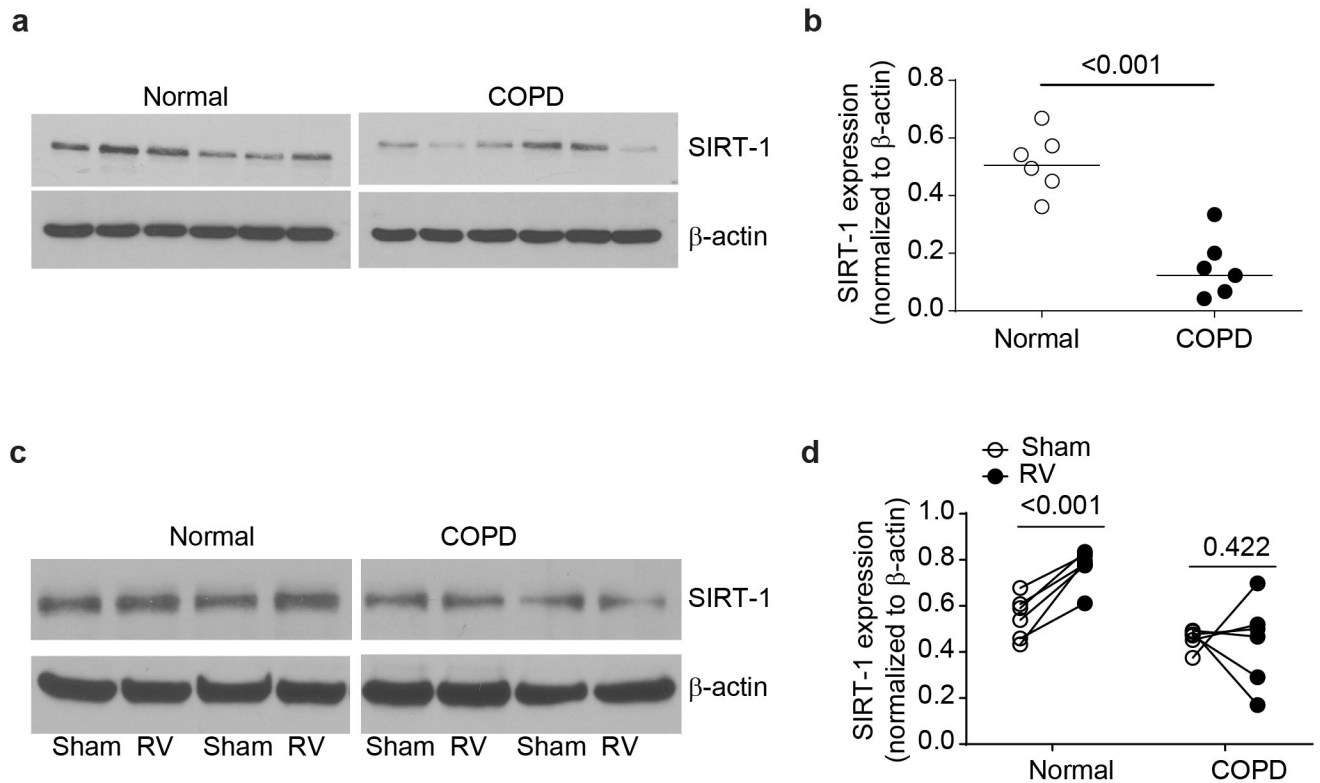 a
Normal
COPD
SIRT-1
β-actin
b
SIRT-1 expression
(normalized to β-actin)
0.8
0.6
0.4
0.2
0.0
<0.001
Normal
COPD
c
Normal
COPD
SIRT-1
β-actin
Sham RV Sham RV Sham RV Sham RV
d
Sham
RV
SIRT-1 expression
(normalized to β-actin)
1.0
0.8
0.6
0.4
0.2
0.0
<0.001
0.422
Normal
COPD